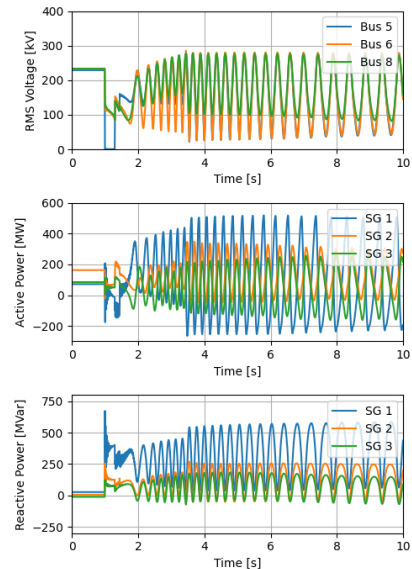 400
300
200
100
0
RMS Voltage [kV]
Bus 5
Bus 6
Bus 8
0 2 4 6 8 10
Time [s]
600
400
200
0
−200
Active Power [MW]
SG 1
SG 2
SG 3
0 2 4 6 8 10
Time [s]
750
500
250
0
−250
Reactive Power [MVar]
SG 1
SG 2
SG 3
0 2 4 6 8 10
Time [s]